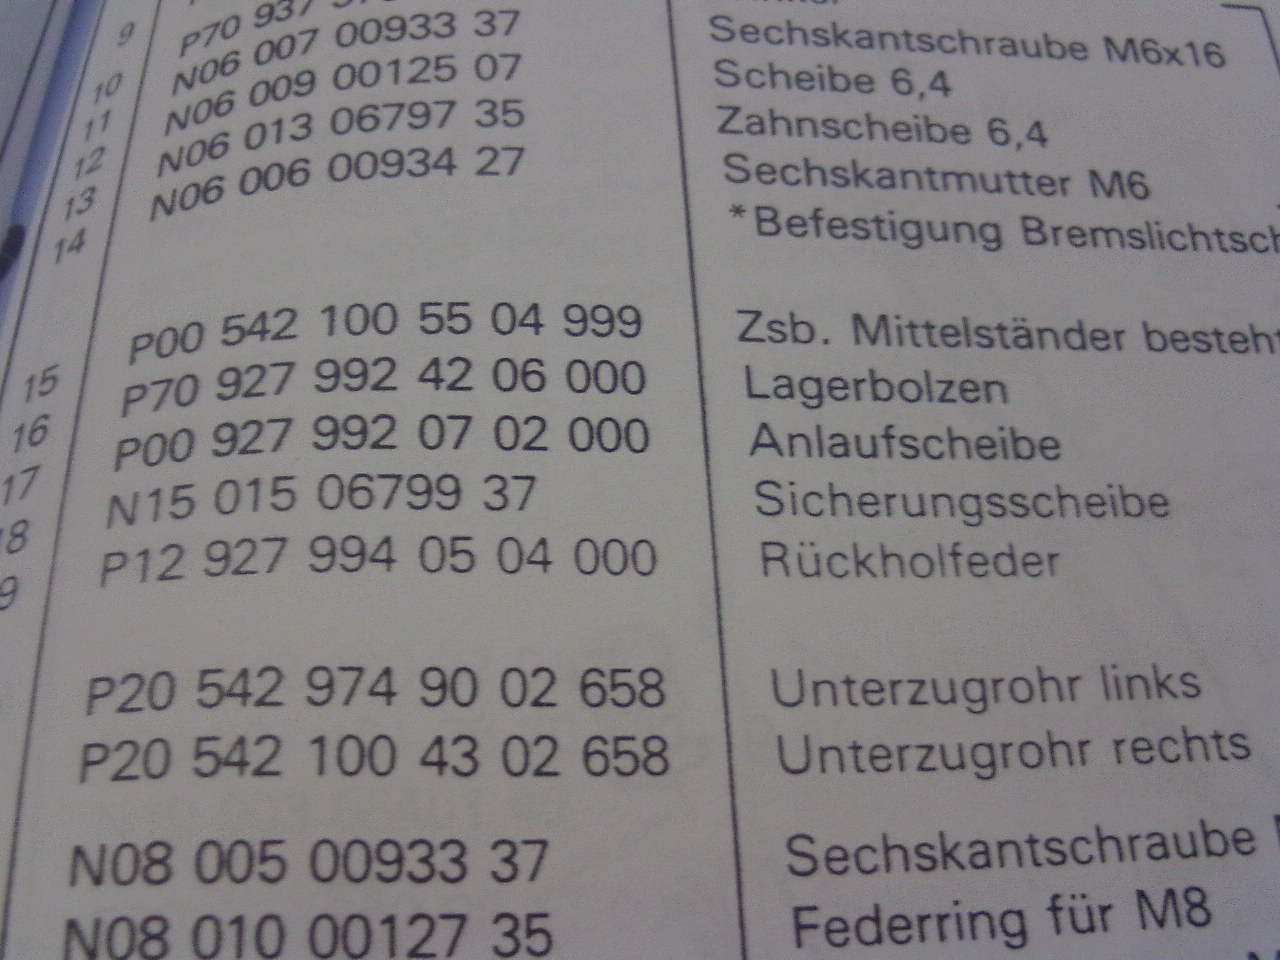 9 P70 937
10 N06 007 00933 37 Sechskantschraube M6x16
11 N06 009 00125 07 Scheibe 6,4
12 N06 013 06797 35 Zahnscheibe 6,4
13 N06 006 00934 27 Sechskantmutter M6
14 *Befestigung Bremslichtsch
15 P00 542 100 55 04 999 Zsb. Mittelständer besteh
16 P70 927 992 42 06 000 Lagerbolzen
17 P00 927 992 07 02 000 Anlaufscheibe
18 N15 015 06799 37 Sicherungsscheibe
9 P12 927 994 05 04 000 Rückholfeder
P20 542 974 90 02 658 Unterzugrohr links
P20 542 100 43 02 658 Unterzugrohr rechts
N08 005 00933 37 Sechskantschraube
N08 010 00127 35 Federring für M8